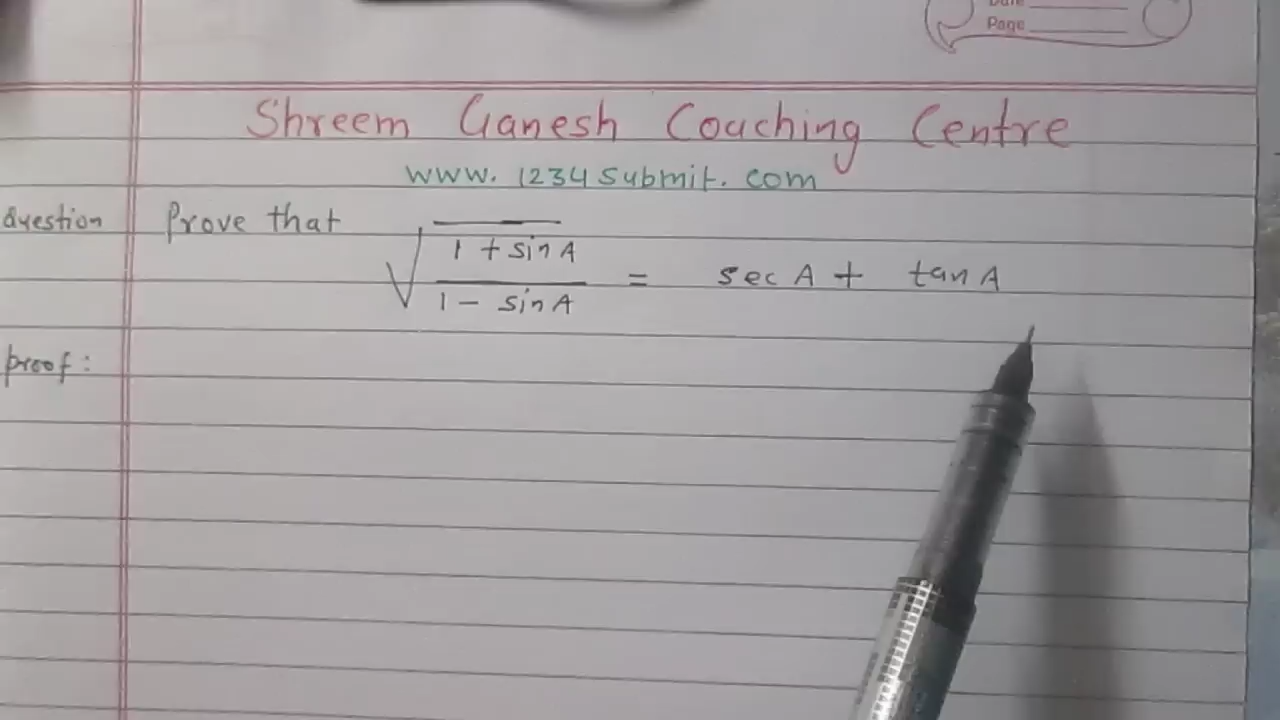 Date
Page
Shreem Ganesh Coaching Centre
www.1234submit.com
Question Prove that √(1 + sin A / 1 - sin A) = sec A + tan A
proof: